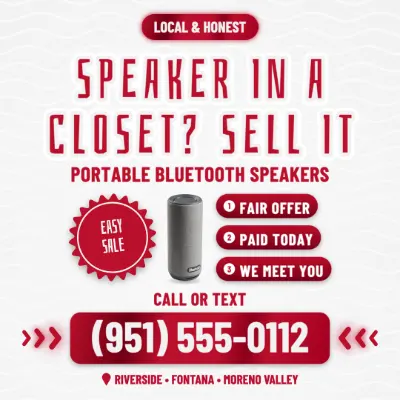 LOCAL & HONEST
SPEAKER IN A
CLOSET? SELL IT
PORTABLE BLUETOOTH SPEAKERS
EASY
SALE
1 FAIR OFFER
2 PAID TODAY
3 WE MEET YOU
CALL OR TEXT
(951) 555-0112
RIVERSIDE • FONTANA • MORENO VALLEY